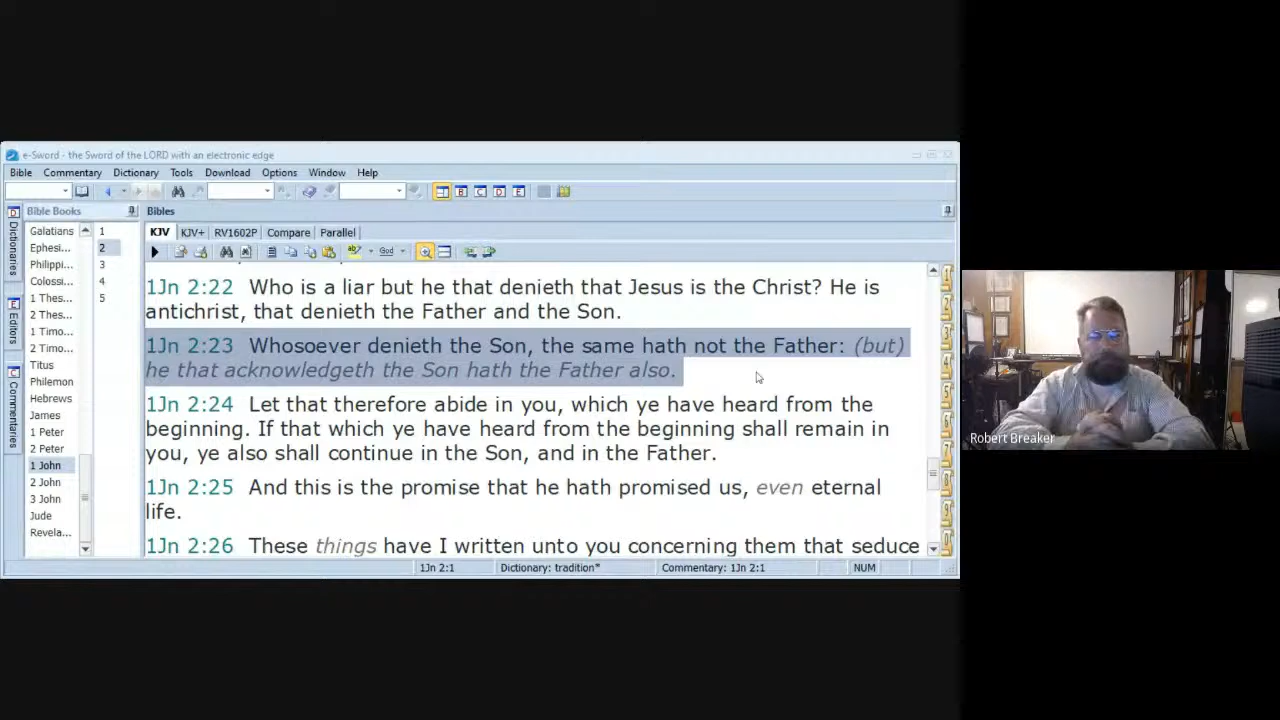 e-Sword - the Sword of the LORD with an electronic edge
Bible Commentary Dictionary Tools Download Options Window Help
B C D E
Bible Books
Bibles
D Dictionaries
E Editors
C Commentaries
Galatians
Ephesi...
Philippi...
Colossi...
1 Thes...
2 Thes...
1 Timo...
2 Timo...
Titus
Philemon
Hebrews
James
1 Peter
2 Peter
1 John
2 John
3 John
Jude
Revela...
1
2
3
4
5
KJV KJV+ RV1602P Compare Parallel
God
1Jn 2:22 Who is a liar but he that denieth that Jesus is the Christ? He is
antichrist, that denieth the Father and the Son.
1Jn 2:23 Whosoever denieth the Son, the same hath not the Father: (but)
he that acknowledgeth the Son hath the Father also.
1Jn 2:24 Let that therefore abide in you, which ye have heard from the
beginning. If that which ye have heard from the beginning shall remain in
you, ye also shall continue in the Son, and in the Father.
1Jn 2:25 And this is the promise that he hath promised us, even eternal
life.
1Jn 2:26 These things have I written unto you concerning them that seduce
1Jn 2:1 Dictionary: tradition* Commentary: 1Jn 2:1 NUM
Robert Breaker